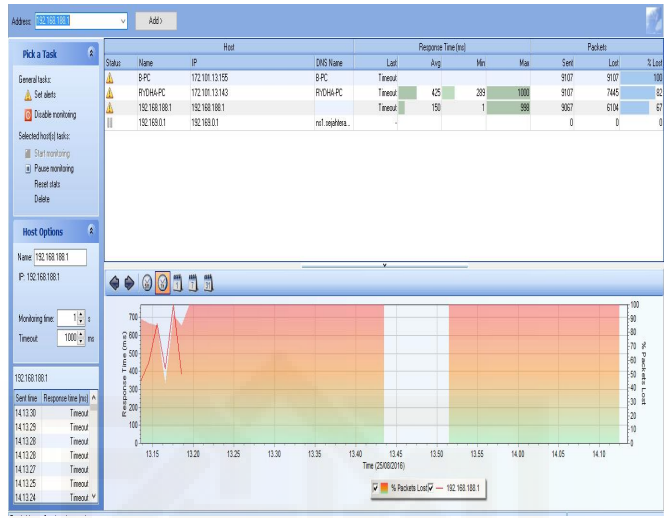 Address: 192.168.188.1 Add >
Pick a Task
General tasks:
Set alerts
Disable monitoring
Selected host(s) tasks:
Start monitoring
Pause monitoring
Reset stats
Delete
Host Options
Name: 192.168.188.1
IP: 192.168.188.1
Monitoring time: 1 s
Timeout: 1000 ms
192.168.188.1
Sent time Response time (ms)
14.13.30 Timeout
14.13.29 Timeout
14.13.28 Timeout
14.13.28 Timeout
14.13.27 Timeout
14.13.25 Timeout
14.13.24 Timeout
Host Response Time (ms) Packets
Status Name IP DNS Name Last Avg Min Max Sent Lost % Lost
B-PC 172.101.13.155 B-PC Timeout 9107 9107 100
RYDHA-PC 172.101.13.143 RYDHA-PC Timeout 425 289 1000 9107 7445 82
192.168.188.1 192.168.188.1 Timeout 150 1 998 9067 6104 67
192.169.0.1 192.169.0.1 no1.sejahtera... - 0 0 0
1 7 31
Response Time (ms)
700
600
500
400
300
200
100
0
100
90
80
70
60
50
40
30
20
10
0
% Packets Lost
13.15 13.20 13.25 13.30 13.35 13.40 13.45 13.50 13.55 14.00 14.05 14.10
Time (25/08/2016)
% Packets Lost 192.168.188.1